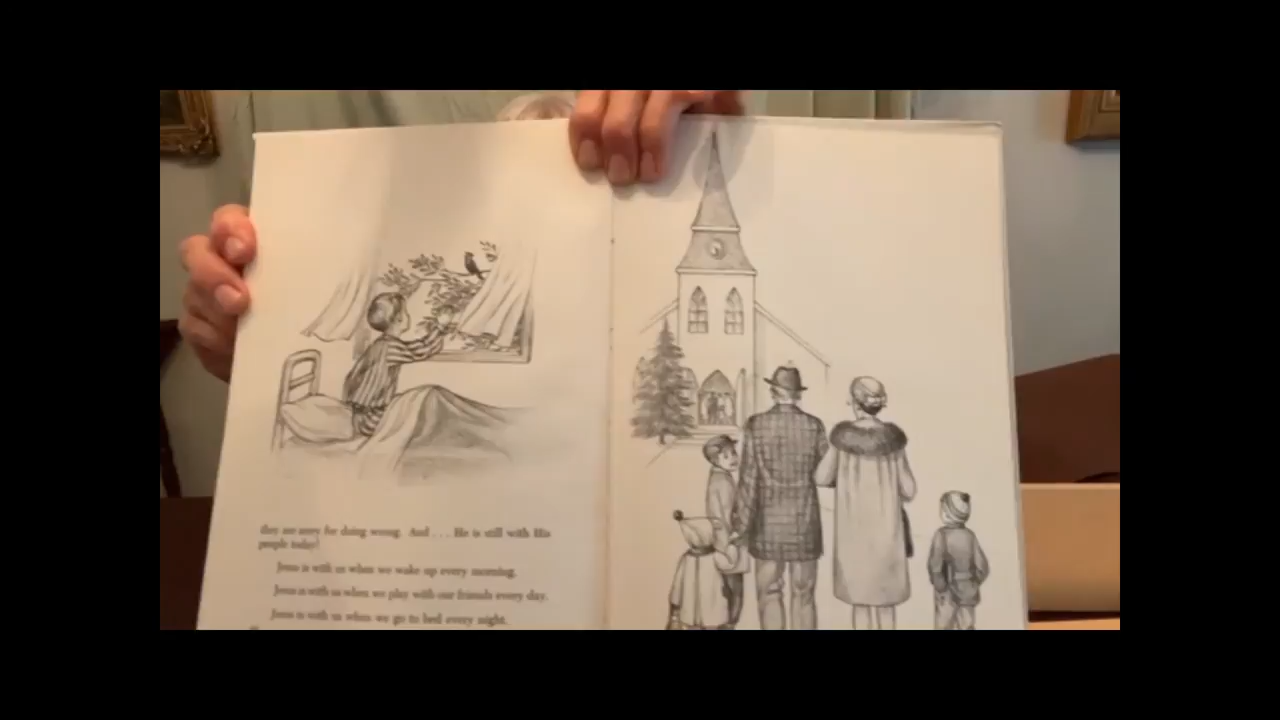 they are sorry for doing wrong. And . . . He is still with His
people today!
Jesus is with us when we wake up every morning.
Jesus is with us when we play with our friends every day.
Jesus is with us when we go to bed every night.